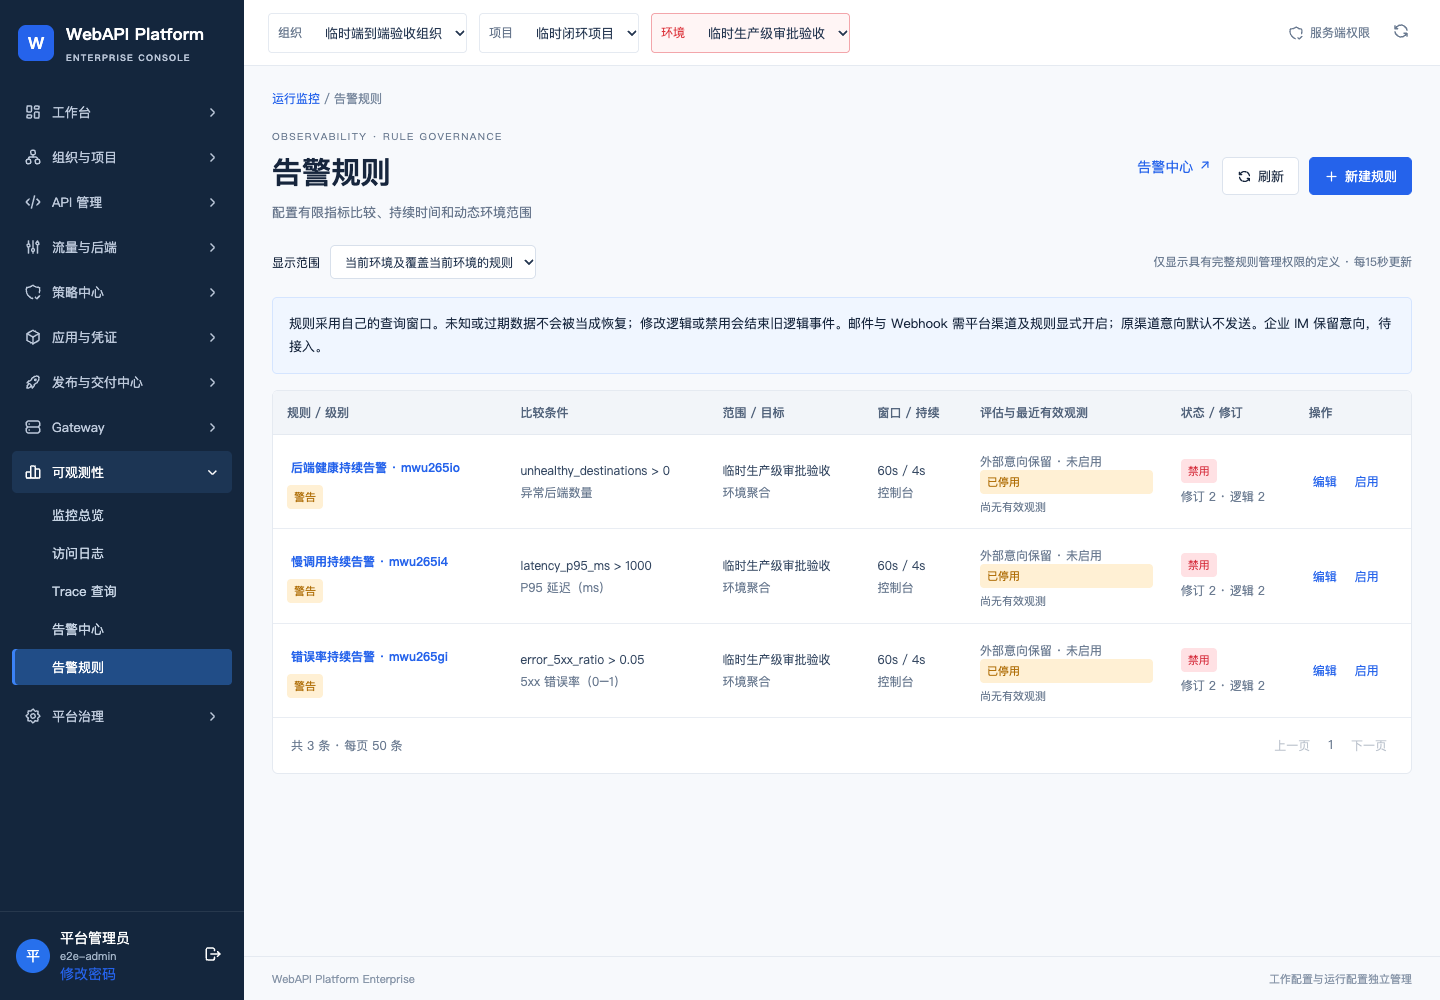 W
WebAPI Platform
ENTERPRISE CONSOLE
工作台
组织与项目
API 管理
流量与后端
策略中心
应用与凭证
发布与交付中心
Gateway
可观测性
监控总览
访问日志
Trace 查询
告警中心
告警规则
平台治理
平
平台管理员
e2e-admin
修改密码
组织 临时端到端验收组织
项目 临时闭环项目
环境 临时生产级审批验收
服务端权限
运行监控 / 告警规则
OBSERVABILITY · RULE GOVERNANCE
告警规则
配置有限指标比较、持续时间和动态环境范围
告警中心
刷新
新建规则
显示范围 当前环境及覆盖当前环境的规则
仅显示具有完整规则管理权限的定义 · 每15秒更新
规则采用自己的查询窗口。未知或过期数据不会被当成恢复；修改逻辑或禁用会结束旧逻辑事件。邮件与 Webhook 需平台渠道及规则显式开启；原渠道意向默认不发送。企业 IM 保留意向，待
接入。
规则 / 级别 比较条件 范围 / 目标 窗口 / 持续 评估与最近有效观测 状态 / 修订 操作
后端健康持续告警 · mwu265io
警告
unhealthy_destinations > 0
异常后端数量
临时生产级审批验收
环境聚合
60s / 4s
控制台
外部意向保留 · 未启用
已停用
尚无有效观测
禁用
修订 2 · 逻辑 2
编辑 启用
慢调用持续告警 · mwu265i4
警告
latency_p95_ms > 1000
P95 延迟（ms）
临时生产级审批验收
环境聚合
60s / 4s
控制台
外部意向保留 · 未启用
已停用
尚无有效观测
禁用
修订 2 · 逻辑 2
编辑 启用
错误率持续告警 · mwu265gi
警告
error_5xx_ratio > 0.05
5xx 错误率（0—1）
临时生产级审批验收
环境聚合
60s / 4s
控制台
外部意向保留 · 未启用
已停用
尚无有效观测
禁用
修订 2 · 逻辑 2
编辑 启用
共 3 条 · 每页 50 条
上一页 1 下一页
WebAPI Platform Enterprise
工作配置与运行配置独立管理